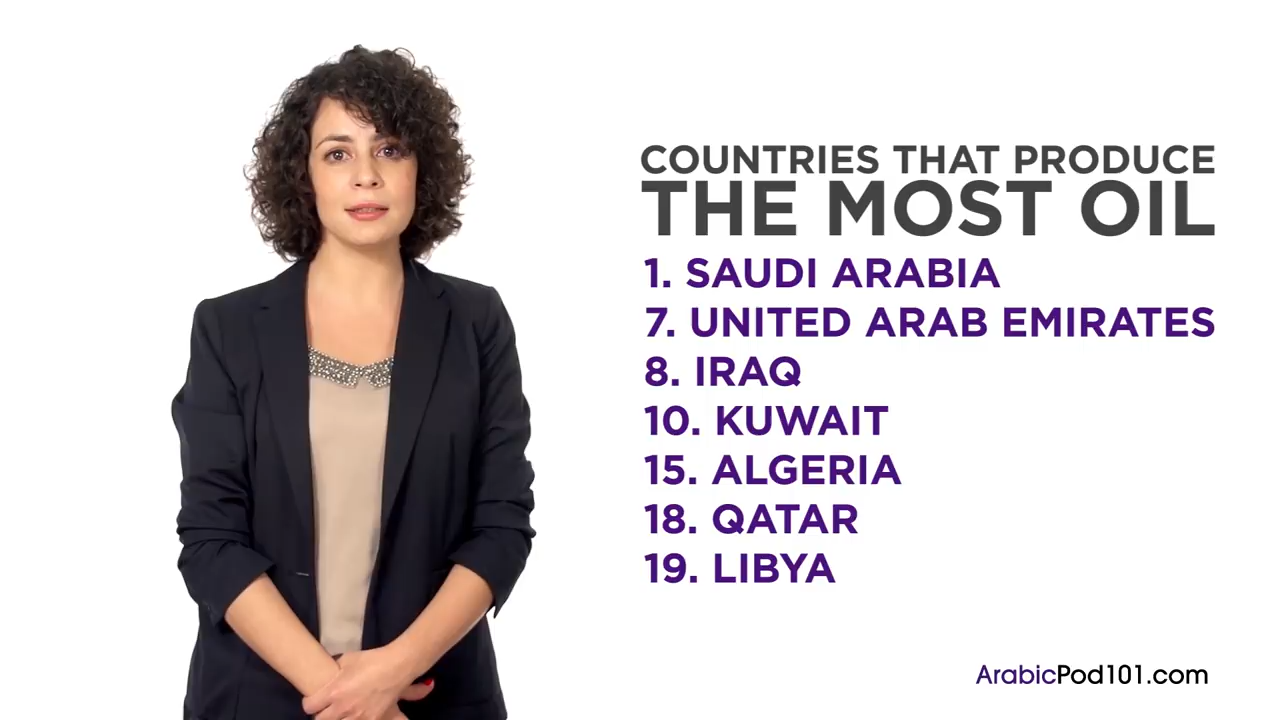 COUNTRIES THAT PRODUCE
THE MOST OIL
1. SAUDI ARABIA
7. UNITED ARAB EMIRATES
8. IRAQ
10. KUWAIT
15. ALGERIA
18. QATAR
19. LIBYA
ArabicPod101.com